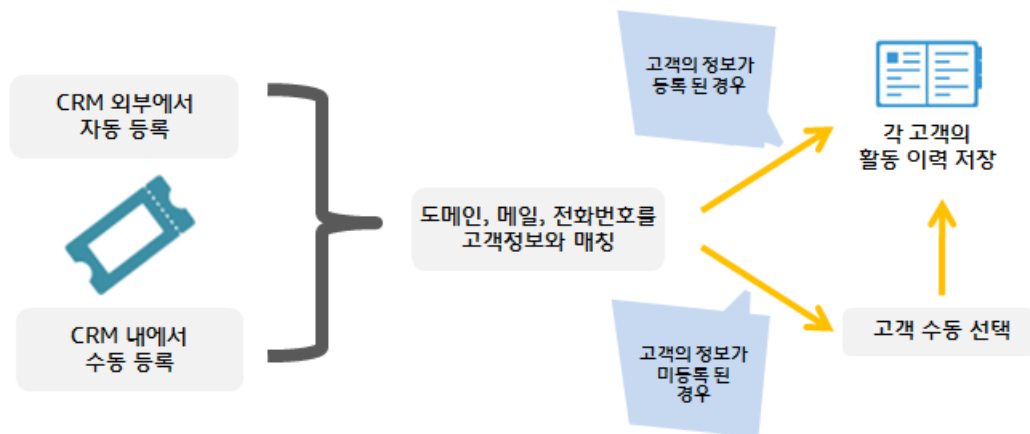 CRM 외부에서
자동 등록
CRM 내에서
수동 등록
도메인, 메일, 전화번호를
고객정보와 매칭
고객의 정보가
등록 된 경우
고객의 정보가
미등록 된
경우
각 고객의
활동 이력 저장
고객 수동 선택